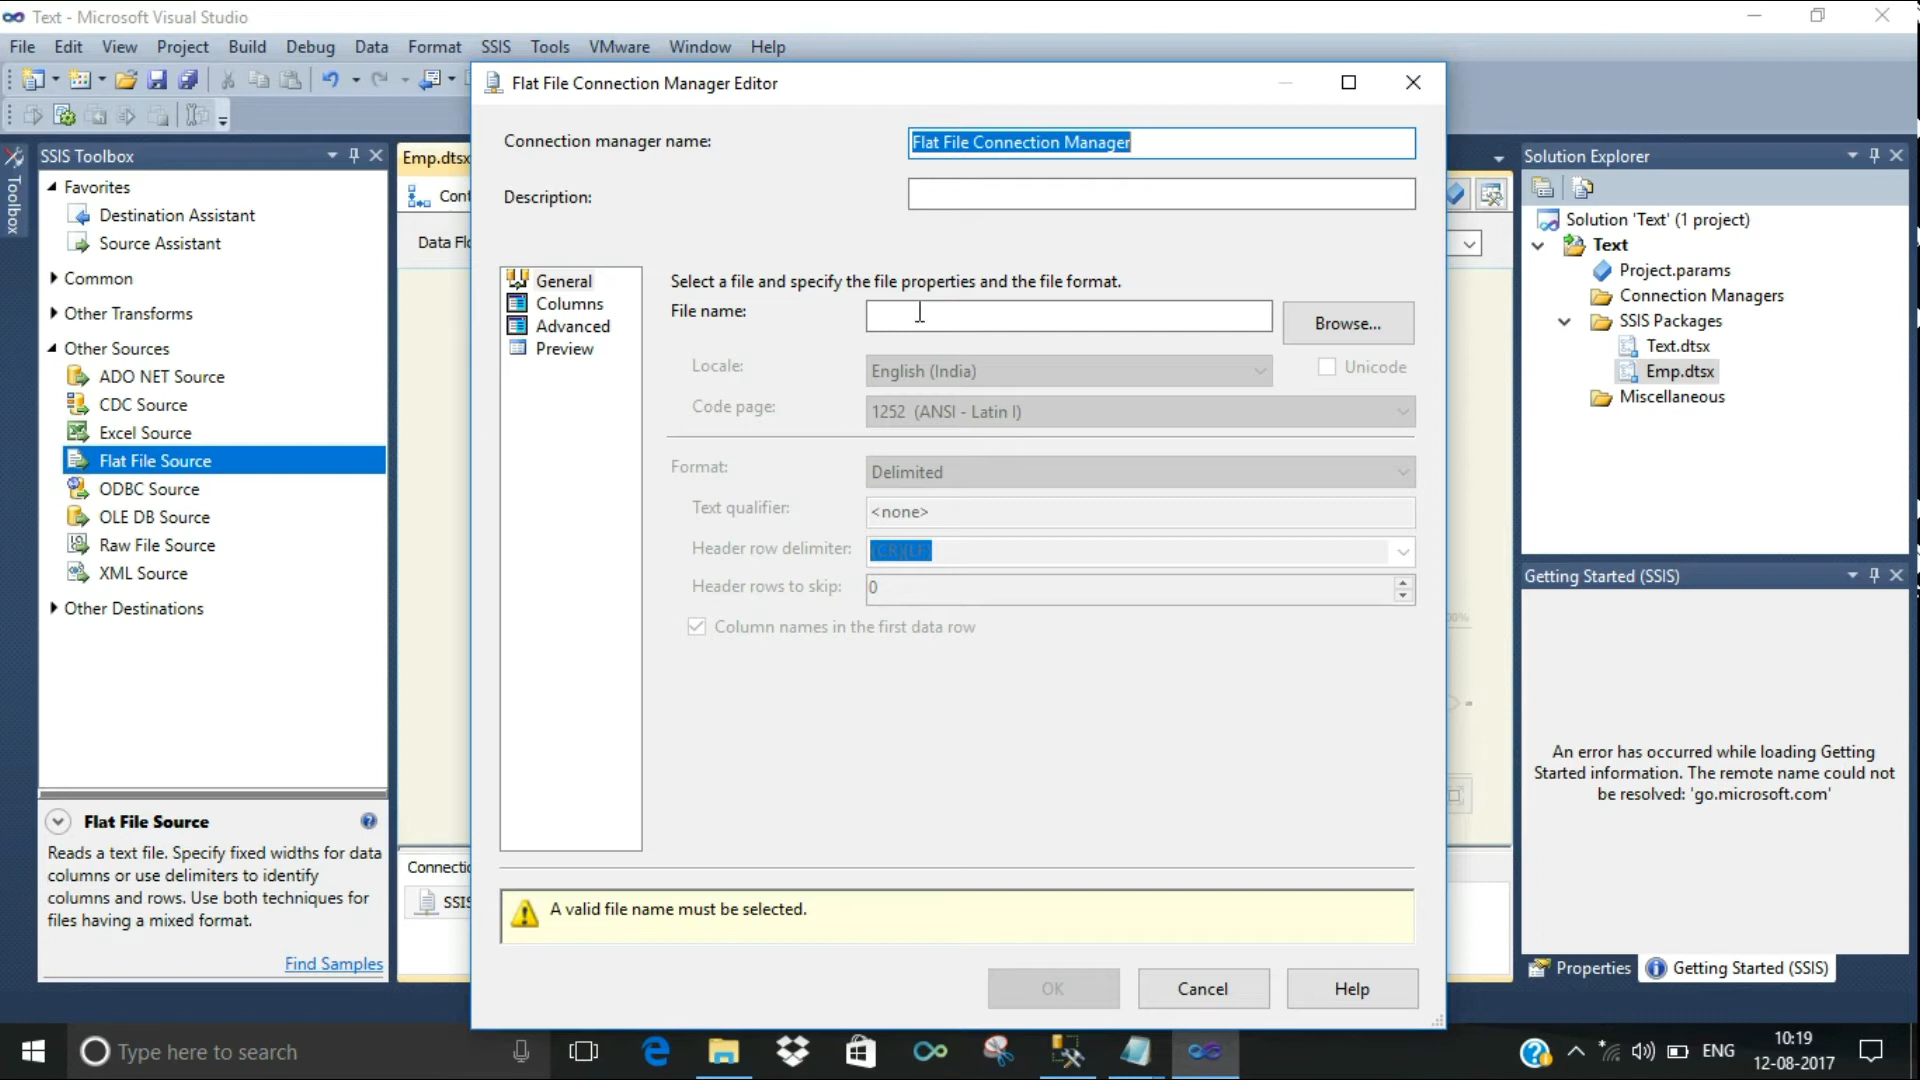 Text - Microsoft Visual Studio
File Edit View Project Build Debug Data Format SSIS Tools VMware Window Help
Toolbox
SSIS Toolbox
Favorites
Destination Assistant
Source Assistant
Common
Other Transforms
Other Sources
ADO NET Source
CDC Source
Excel Source
Flat File Source
ODBC Source
OLE DB Source
Raw File Source
XML Source
Other Destinations
Flat File Source
Reads a text file. Specify fixed widths for data
columns or use delimiters to identify
columns and rows. Use both techniques for
files having a mixed format.
Find Samples
Emp.dtsx
Cont
Data Flo
Connectio
SSIS
Flat File Connection Manager Editor
Connection manager name:
Flat File Connection Manager
Description:
General
Columns
Advanced
Preview
Select a file and specify the file properties and the file format.
File name:
Browse...
Locale:
English (India)
Unicode
Code page:
1252 (ANSI - Latin I)
Format:
Delimited
Text qualifier:
<none>
Header row delimiter:
{CR}{LF}
Header rows to skip:
0
Column names in the first data row
A valid file name must be selected.
OK
Cancel
Help
Solution Explorer
Solution 'Text' (1 project)
Text
Project.params
Connection Managers
SSIS Packages
Text.dtsx
Emp.dtsx
Miscellaneous
Getting Started (SSIS)
An error has occurred while loading Getting
Started information. The remote name could not
be resolved: 'go.microsoft.com'
Properties
Getting Started (SSIS)
Type here to search
ENG
10:19
12-08-2017